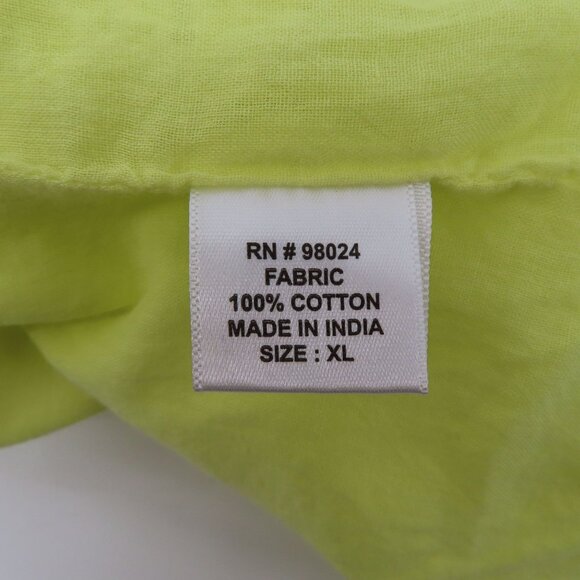 RN # 98024
FABRIC
100% COTTON
MADE IN INDIA
SIZE : XL